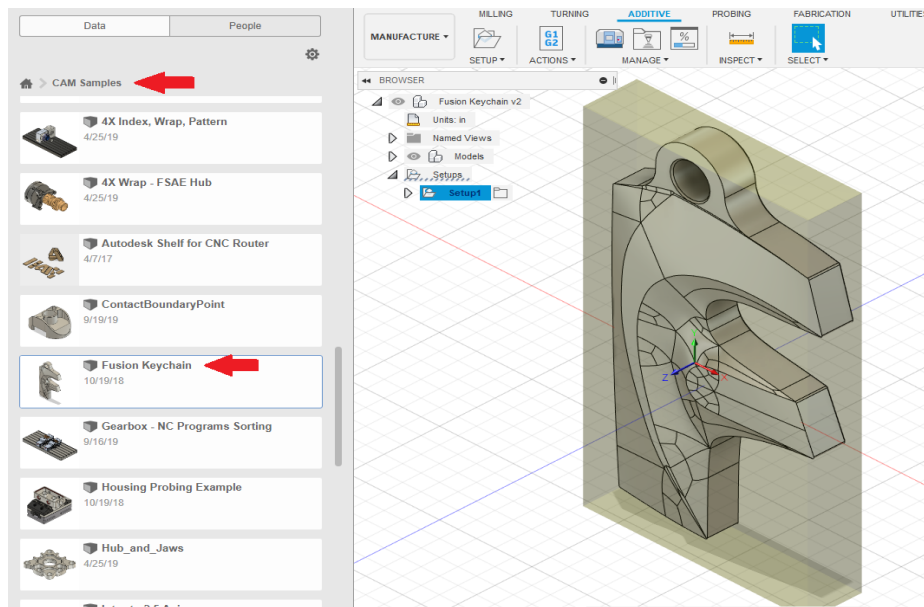 Data
People
CAM Samples
4X Index, Wrap, Pattern
4/25/19
4X Wrap - FSAE Hub
4/25/19
Autodesk Shelf for CNC Router
4/7/17
ContactBoundaryPoint
9/19/19
Fusion Keychain
10/19/18
Gearbox - NC Programs Sorting
9/16/19
Housing Probing Example
10/19/18
Hub_and_Jaws
4/25/19
MILLING
TURNING
ADDITIVE
PROBING
FABRICATION
UTILITIE
MANUFACTURE
G1
G2
%
SETUP
ACTIONS
MANAGE
INSPECT
SELECT
BROWSER
Fusion Keychain v2
Units: in
Named Views
Models
Setups
Setup1
Z
X